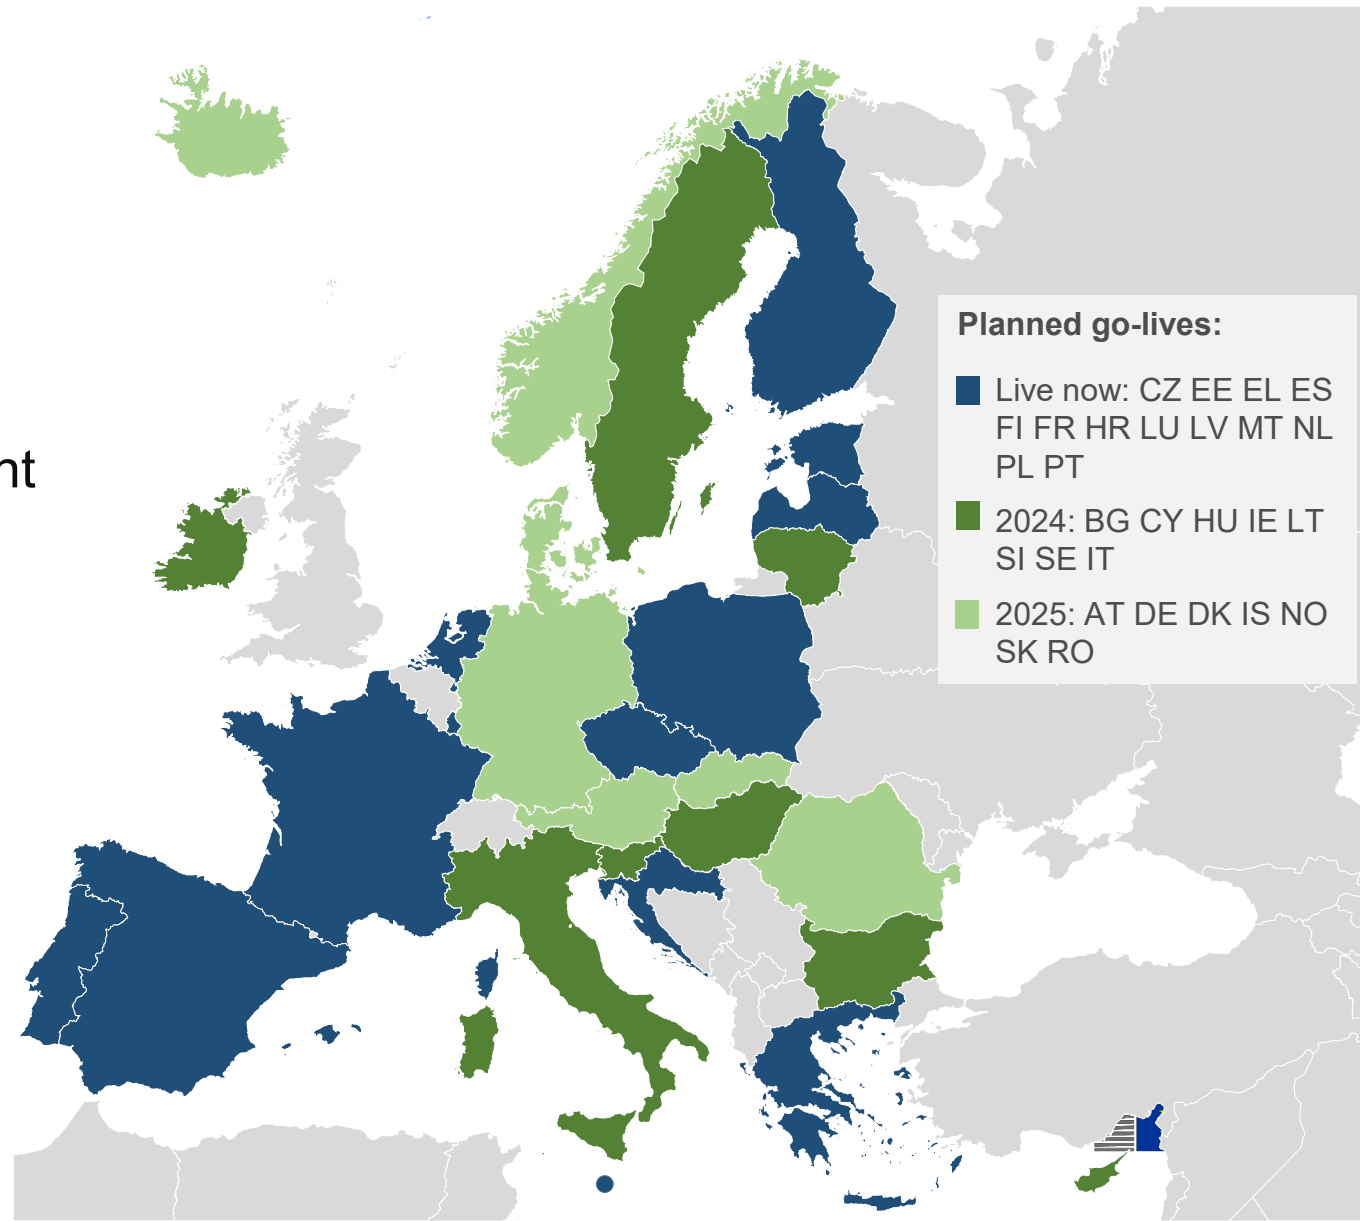 Planned go-lives:
Live now: CZ EE EL ES
FI FR HR LU LV MT NL
PL PT
nt
2024: BG CY HU IE LT
SI SE IT
2025: AT DE DK IS NO
SK RO